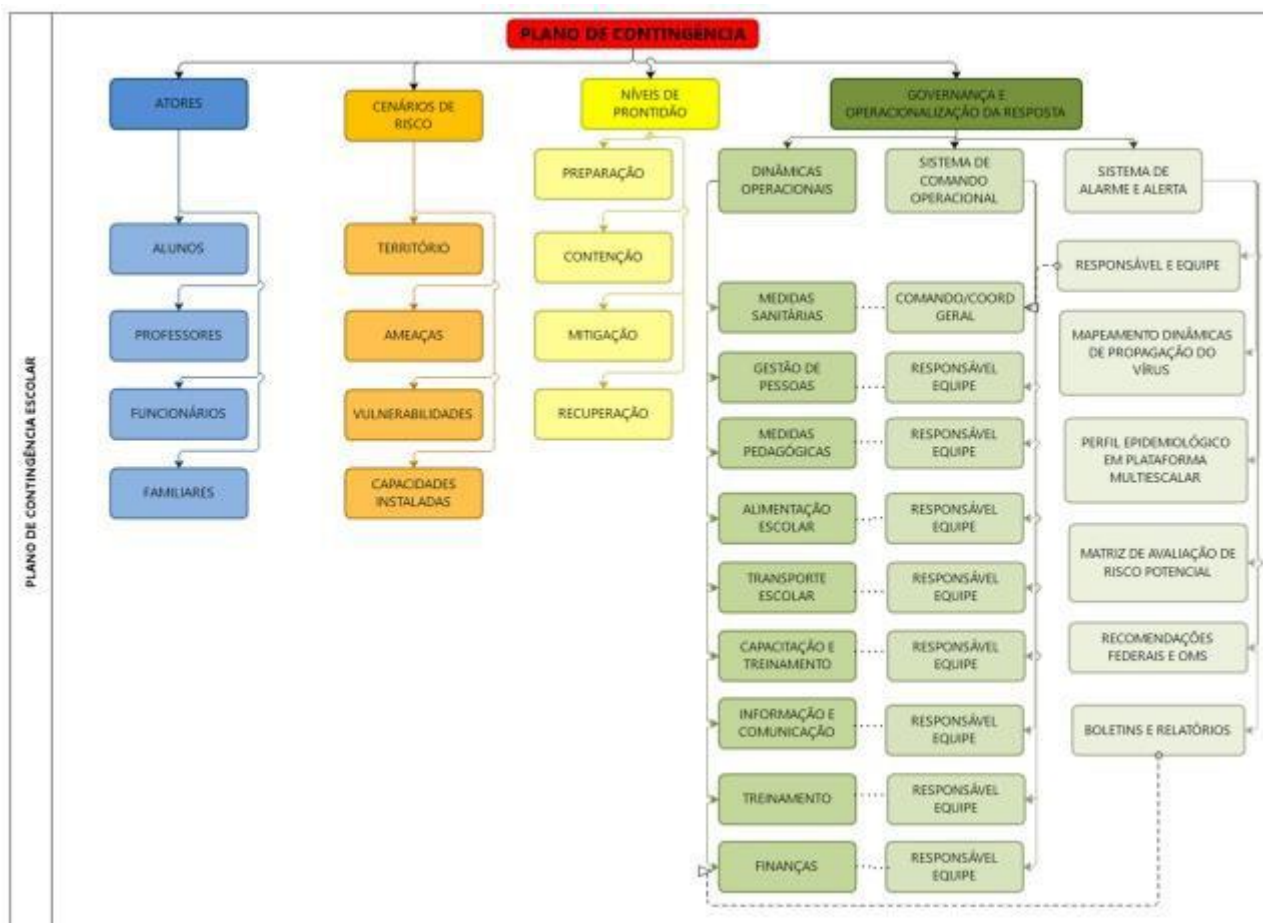 PLANO DE CONTINGÊNCIA ESCOLAR
PLANO DE CONTINGÊNCIA
ATORES
ALUNOS
PROFESSORES
FUNCIONÁRIOS
FAMILIARES
CENÁRIOS DE
RISCO
TERRITÓRIO
AMEAÇAS
VULNERABILIDADES
CAPACIDADES
INSTALADAS
NÍVEIS DE
PRONTIDÃO
PREPARAÇÃO
CONTENÇÃO
MITIGAÇÃO
RECUPERAÇÃO
GOVERNANÇA E
OPERACIONALIZAÇÃO DA RESPOSTA
DINÂMICAS
OPERACIONAIS
MEDIDAS
SANITÁRIAS
GESTÃO DE
PESSOAS
MEDIDAS
PEDAGÓGICAS
ALIMENTAÇÃO
ESCOLAR
TRANSPORTE
ESCOLAR
CAPACITAÇÃO E
TREINAMENTO
INFORMAÇÃO E
COMUNICAÇÃO
TREINAMENTO
FINANÇAS
SISTEMA DE
COMANDO
OPERACIONAL
COMANDO/COORD
GERAL
RESPONSÁVEL
EQUIPE
RESPONSÁVEL
EQUIPE
RESPONSÁVEL
EQUIPE
RESPONSÁVEL
EQUIPE
RESPONSÁVEL
EQUIPE
RESPONSÁVEL
EQUIPE
RESPONSÁVEL
EQUIPE
RESPONSÁVEL
EQUIPE
SISTEMA DE
ALARME E ALERTA
RESPONSÁVEL E EQUIPE
MAPEAMENTO DINÂMICAS
DE PROPAGAÇÃO DO
VÍRUS
PERFIL EPIDEMIOLÓGICO
EM PLATAFORMA
MULTIESCALAR
MATRIZ DE AVALIAÇÃO DE
RISCO POTENCIAL
RECOMENDAÇÕES
FEDERAIS E OMS
BOLETINS E RELATÓRIOS